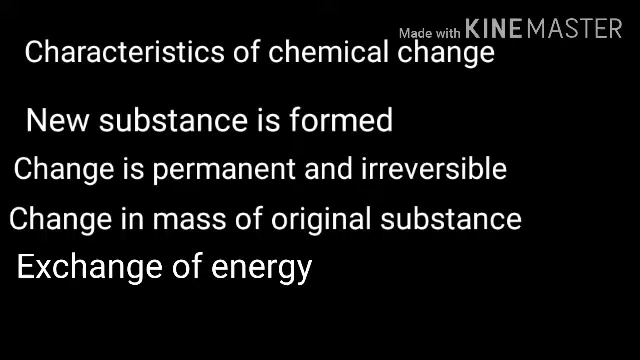 Made with KINEMASTER
Characteristics of chemical change
New substance is formed
Change is permanent and irreversible
Change in mass of original substance
Exchange of energy